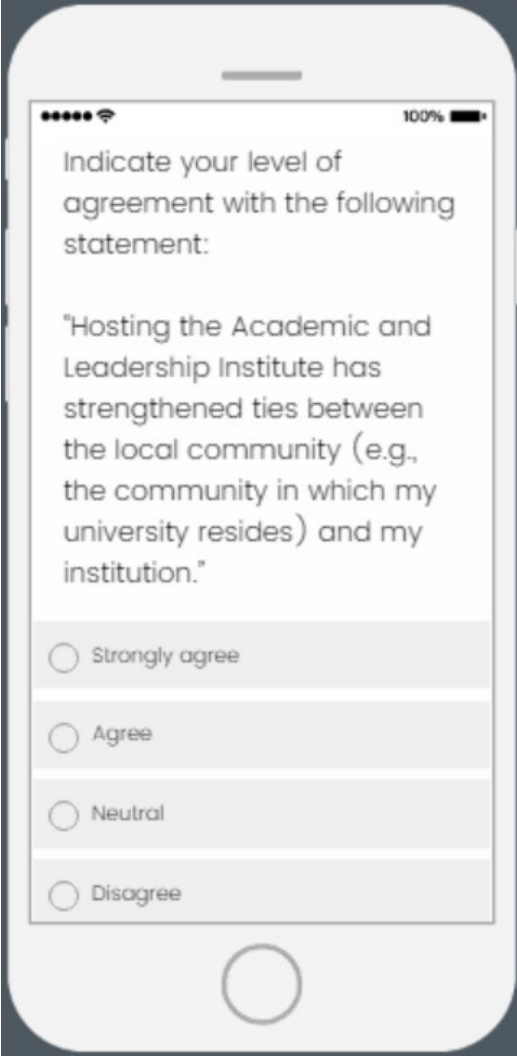 100%
Indicate your level of
agreement with the following
statement:
"Hosting the Academic and
Leadership Institute has
strengthened ties between
the local community (e.g.,
the community in which my
university resides) and my
institution."
Strongly agree
Agree
Neutral
Disagree